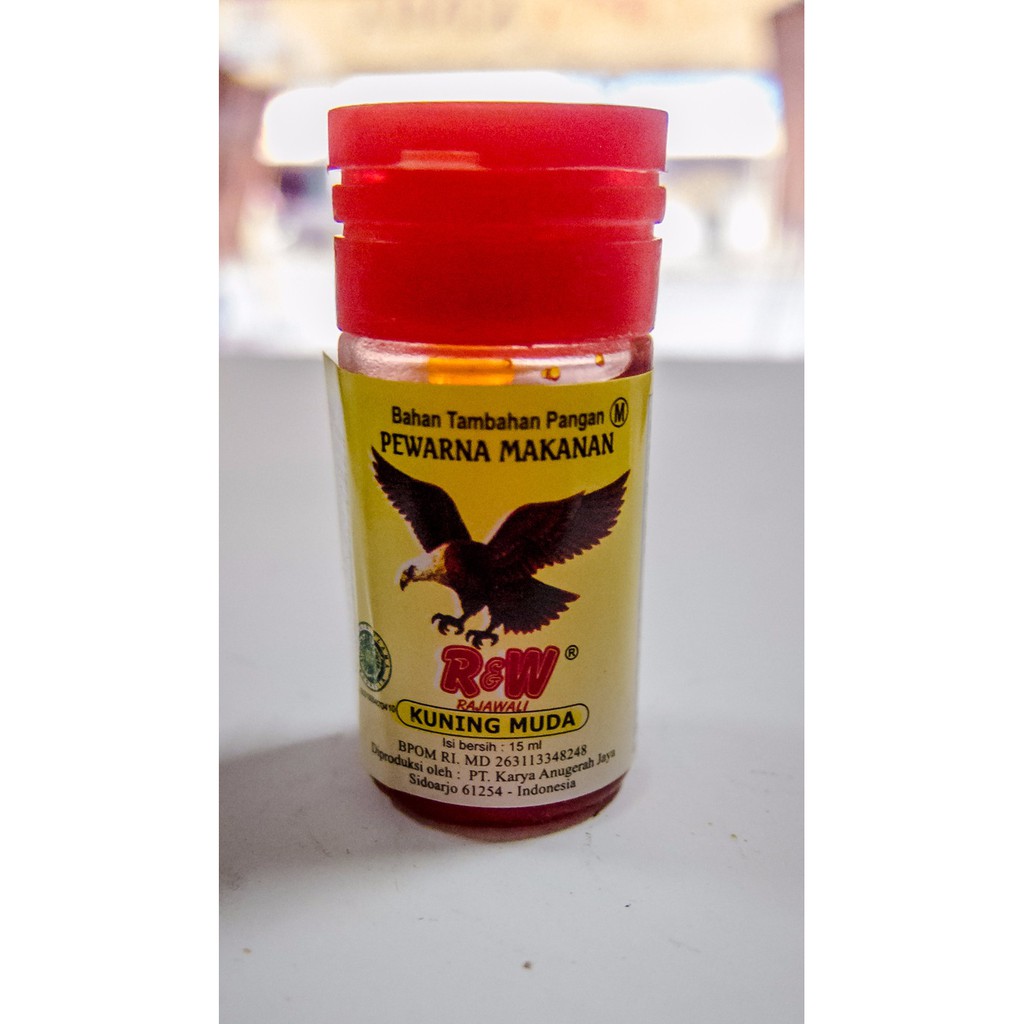 Bahan Tambahan Pangan Ⓜ
PEWARNA MAKANAN
R&W®
RAJAWALI
KUNING MUDA
Isi bersih : 15 ml
BPOM RI. MD 263113348248
Diproduksi oleh : PT. Karya Anugerah Jaya
Sidoarjo 61254 - Indonesia